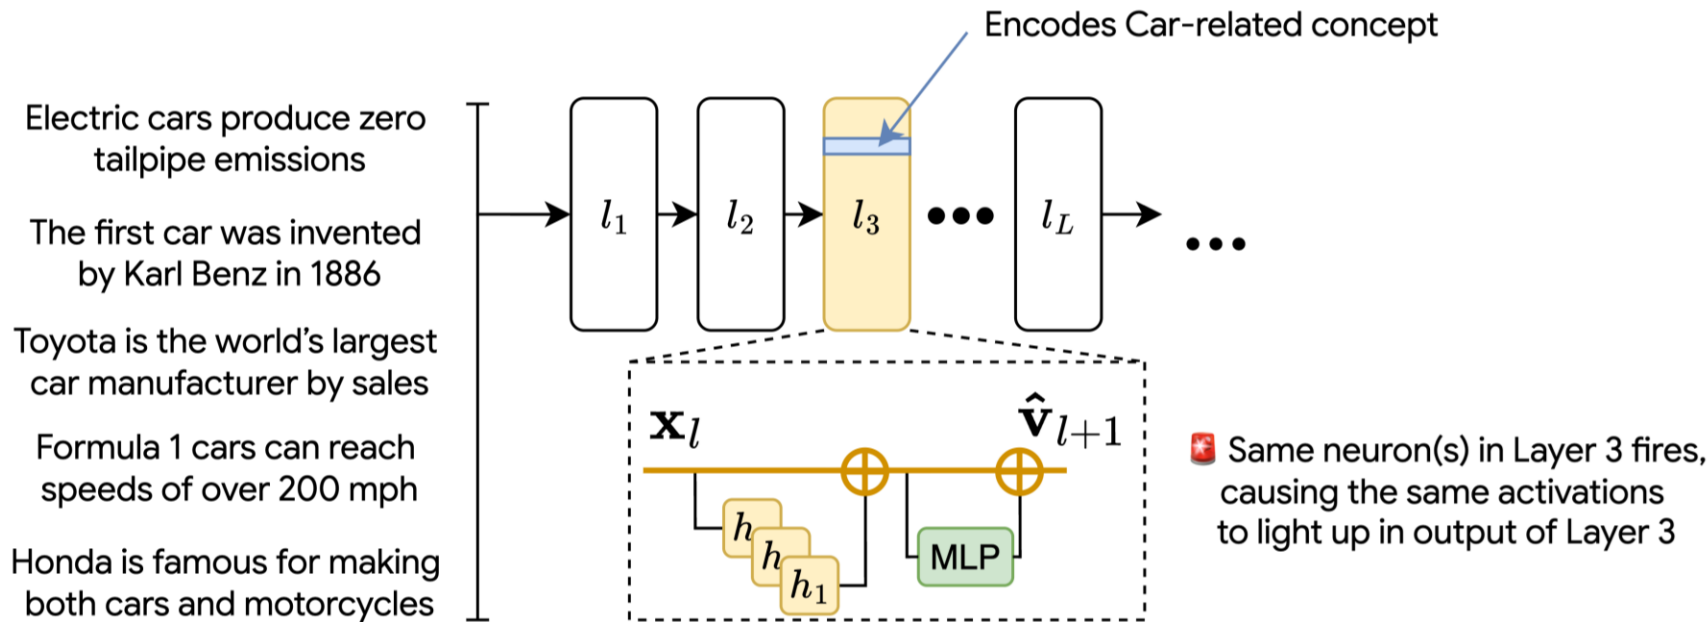 Encodes Car-related concept
Electric cars produce zero
tailpipe emissions
The first car was invented
by Karl Benz in 1886
Toyota is the world's largest
car manufacturer by sales
Formula 1 cars can reach
speeds of over 200 mph
Honda is famous for making
both cars and motorcycles
l₁
l₂
l₃
●●●
l_L
●●●
x_l
v̂_{l+1}
h
h
h₁
MLP
🚨 Same neuron(s) in Layer 3 fires,
causing the same activations
to light up in output of Layer 3